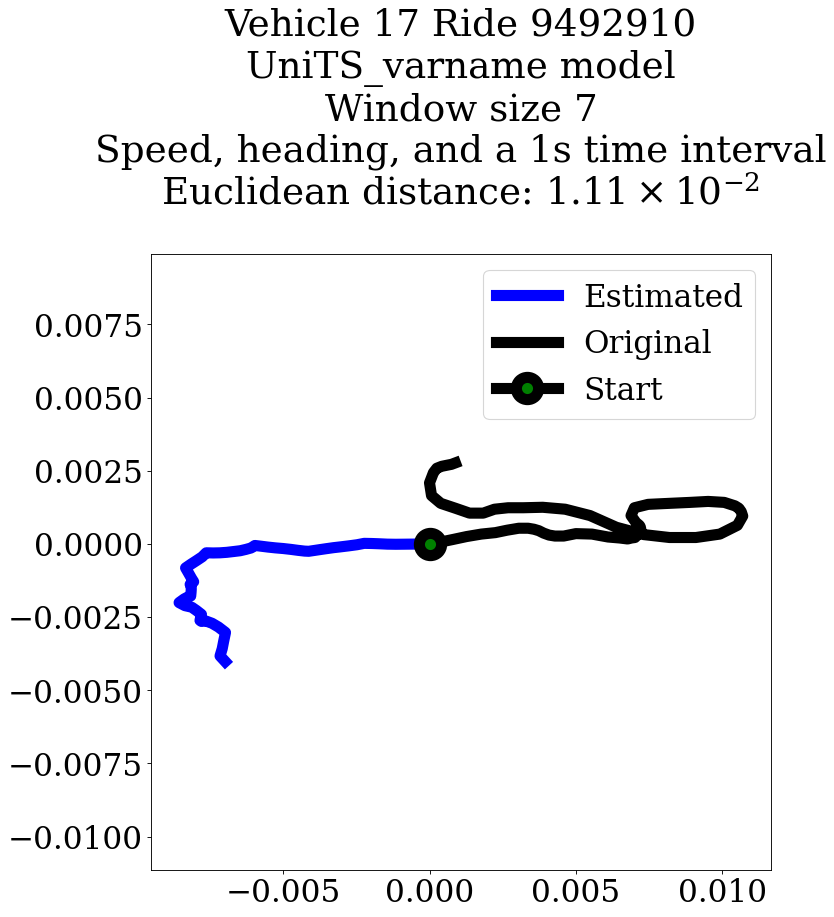 Vehicle 17 Ride 9492910
UniTS_varname model
Window size 7
Speed, heading, and a 1s time interval
Euclidean distance: 1.11 × 10⁻²
Estimated
Original
Start
0.0075
0.0050
0.0025
0.0000
−0.0025
−0.0050
−0.0075
−0.0100
−0.005 0.000 0.005 0.010